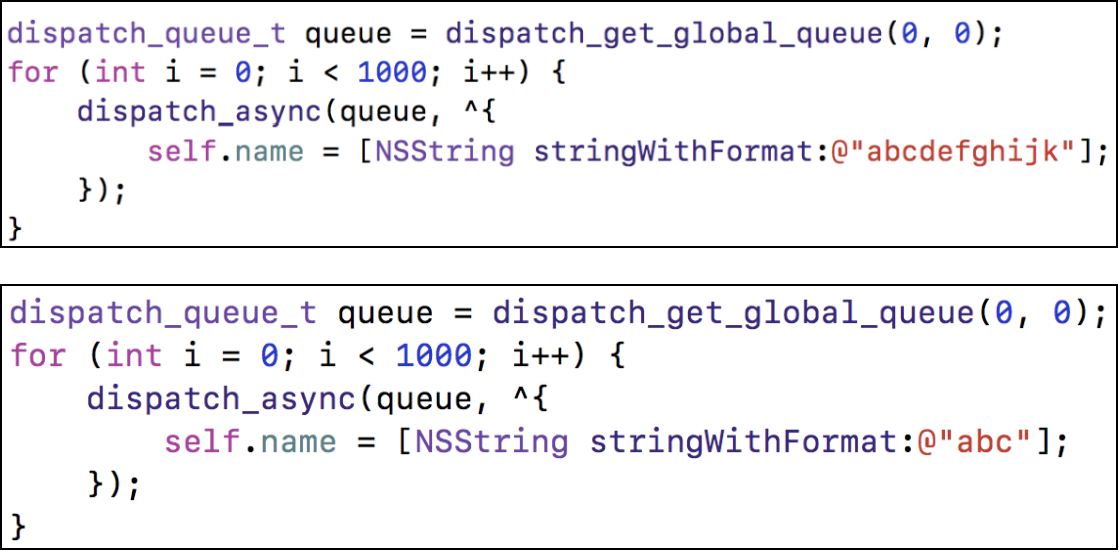 dispatch_queue_t queue = dispatch_get_global_queue(0, 0);
for (int i = 0; i < 1000; i++) {
    dispatch_async(queue, ^{
        self.name = [NSString stringWithFormat:@"abcdefghijk"];
    });
}
dispatch_queue_t queue = dispatch_get_global_queue(0, 0);
for (int i = 0; i < 1000; i++) {
    dispatch_async(queue, ^{
        self.name = [NSString stringWithFormat:@"abc"];
    });
}